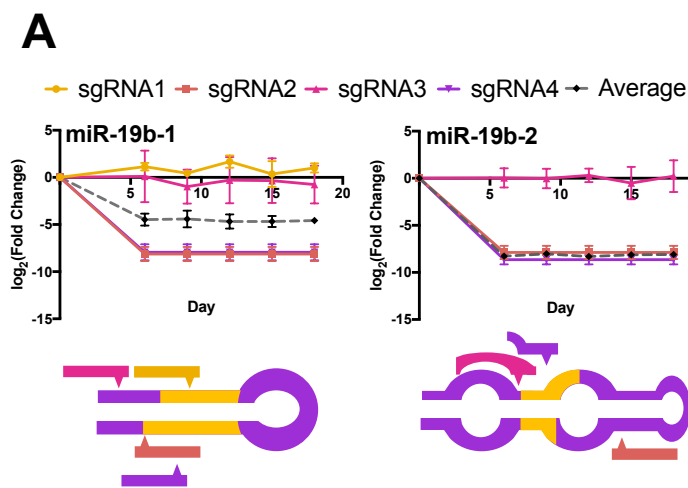 A
sgRNA1 sgRNA2 sgRNA3 sgRNA4 Average
miR-19b-1
log2(Fold Change)
5
0
-5
-10
-15
5 10 15 20
Day
miR-19b-2
log2(Fold Change)
5
0
-5
-10
-15
5 10 15
Day